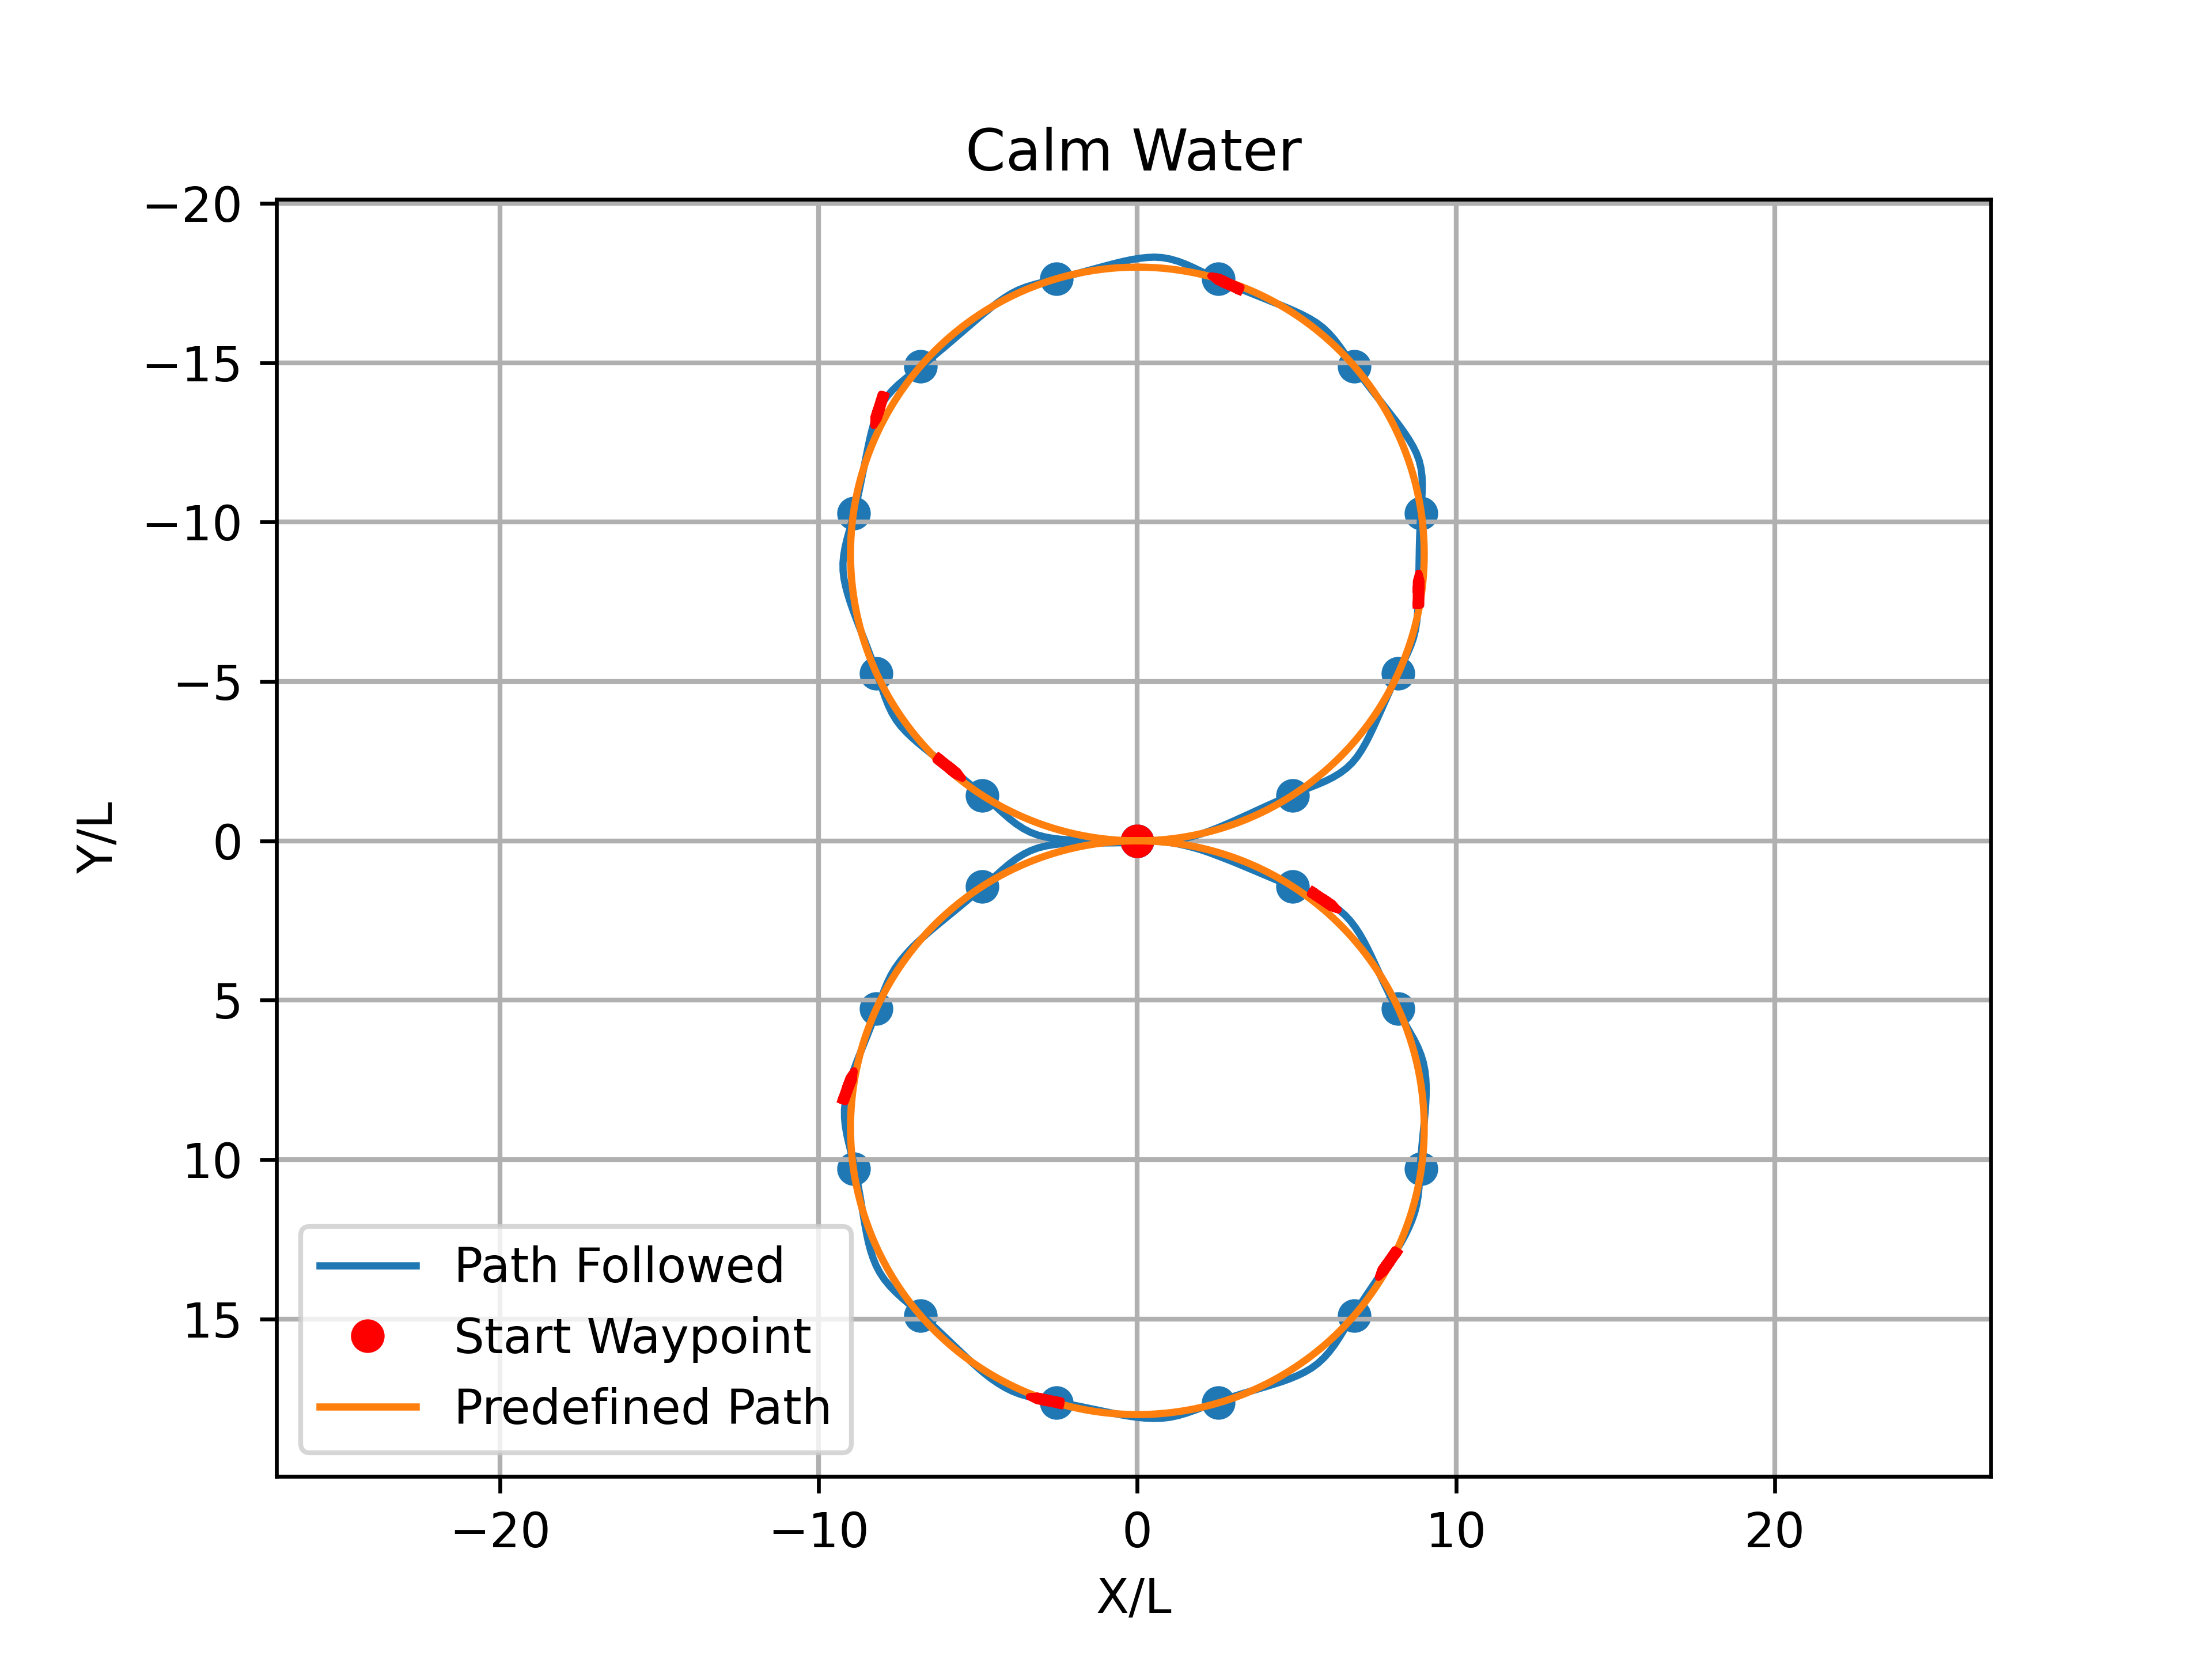 Calm Water
−20
−15
−10
−5
0
5
10
15
Y/L
Path Followed
Start Waypoint
Predefined Path
−20 −10 0 10 20
X/L